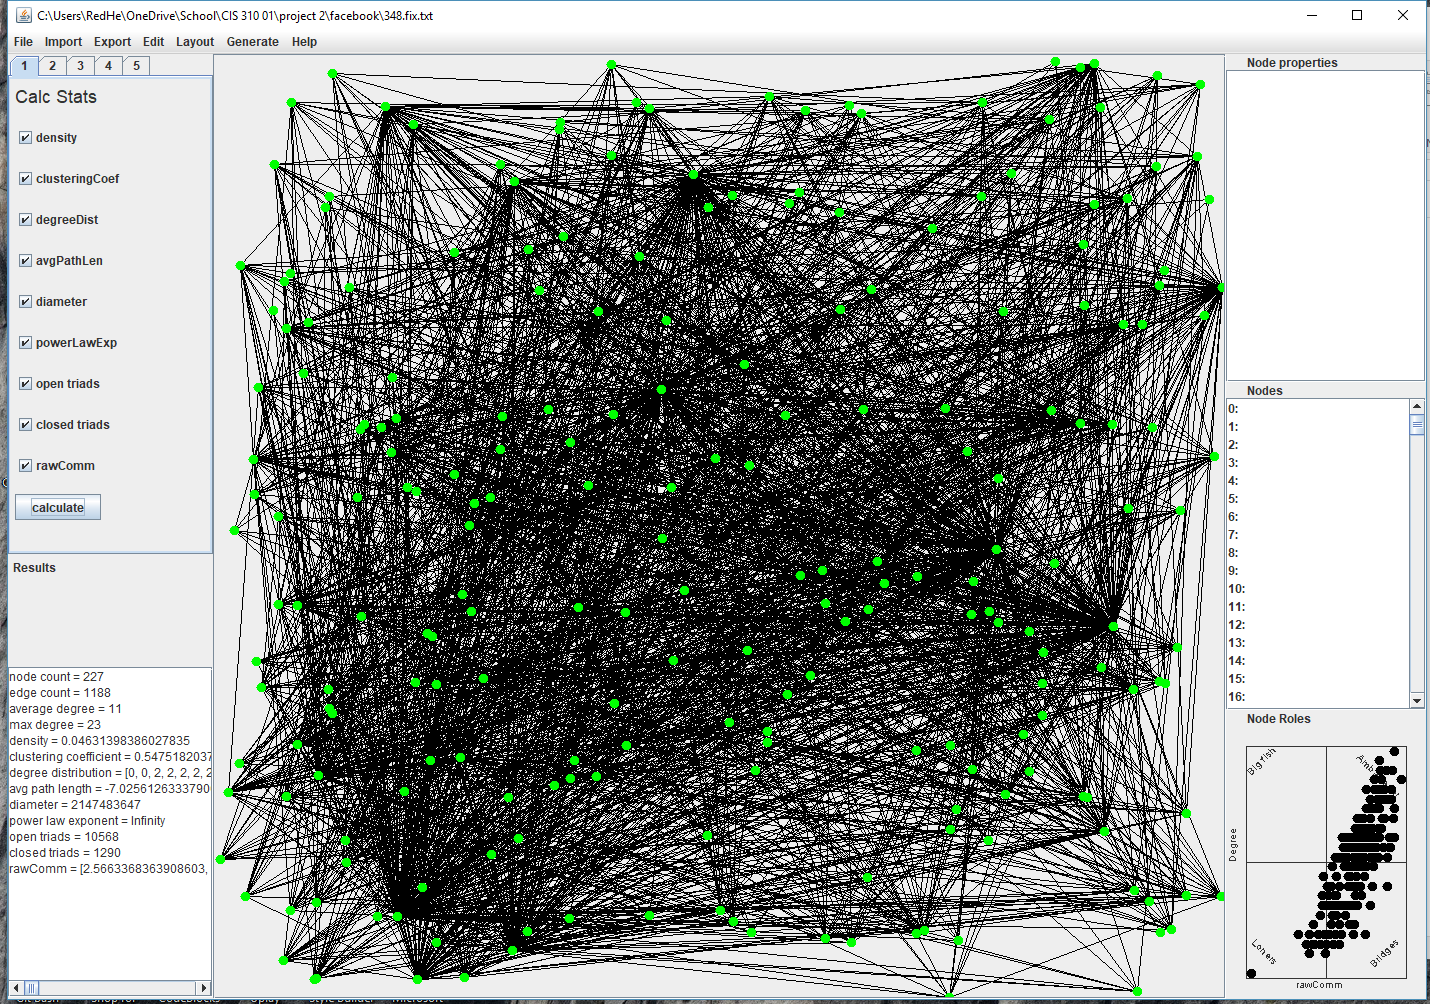 C:\Users\RedHe\OneDrive\School\CIS 310 01\project 2\facebook\348.fix.txt
File Import Export Edit Layout Generate Help
1 2 3 4 5
Calc Stats
density
clusteringCoef
degreeDist
avgPathLen
diameter
powerLawExp
open triads
closed triads
rawComm
calculate
Results
node count = 227
edge count = 1188
average degree = 11
max degree = 23
density = 0.04631398386027835
clustering coefficient = 0.5475182037
degree distribution = [0, 0, 2, 2, 2, 2, 2
avg path length = -7.0256126333790
diameter = 2147483647
power law exponent = Infinity
open triads = 10568
closed triads = 1290
rawComm = [2.5663368363908603,
Node properties
Nodes
0:
1:
2:
3:
4:
5:
6:
7:
8:
9:
10:
11:
12:
13:
14:
15:
16:
Node Roles
Big fish
Amb
Degree
Loners
Bridges
rawComm